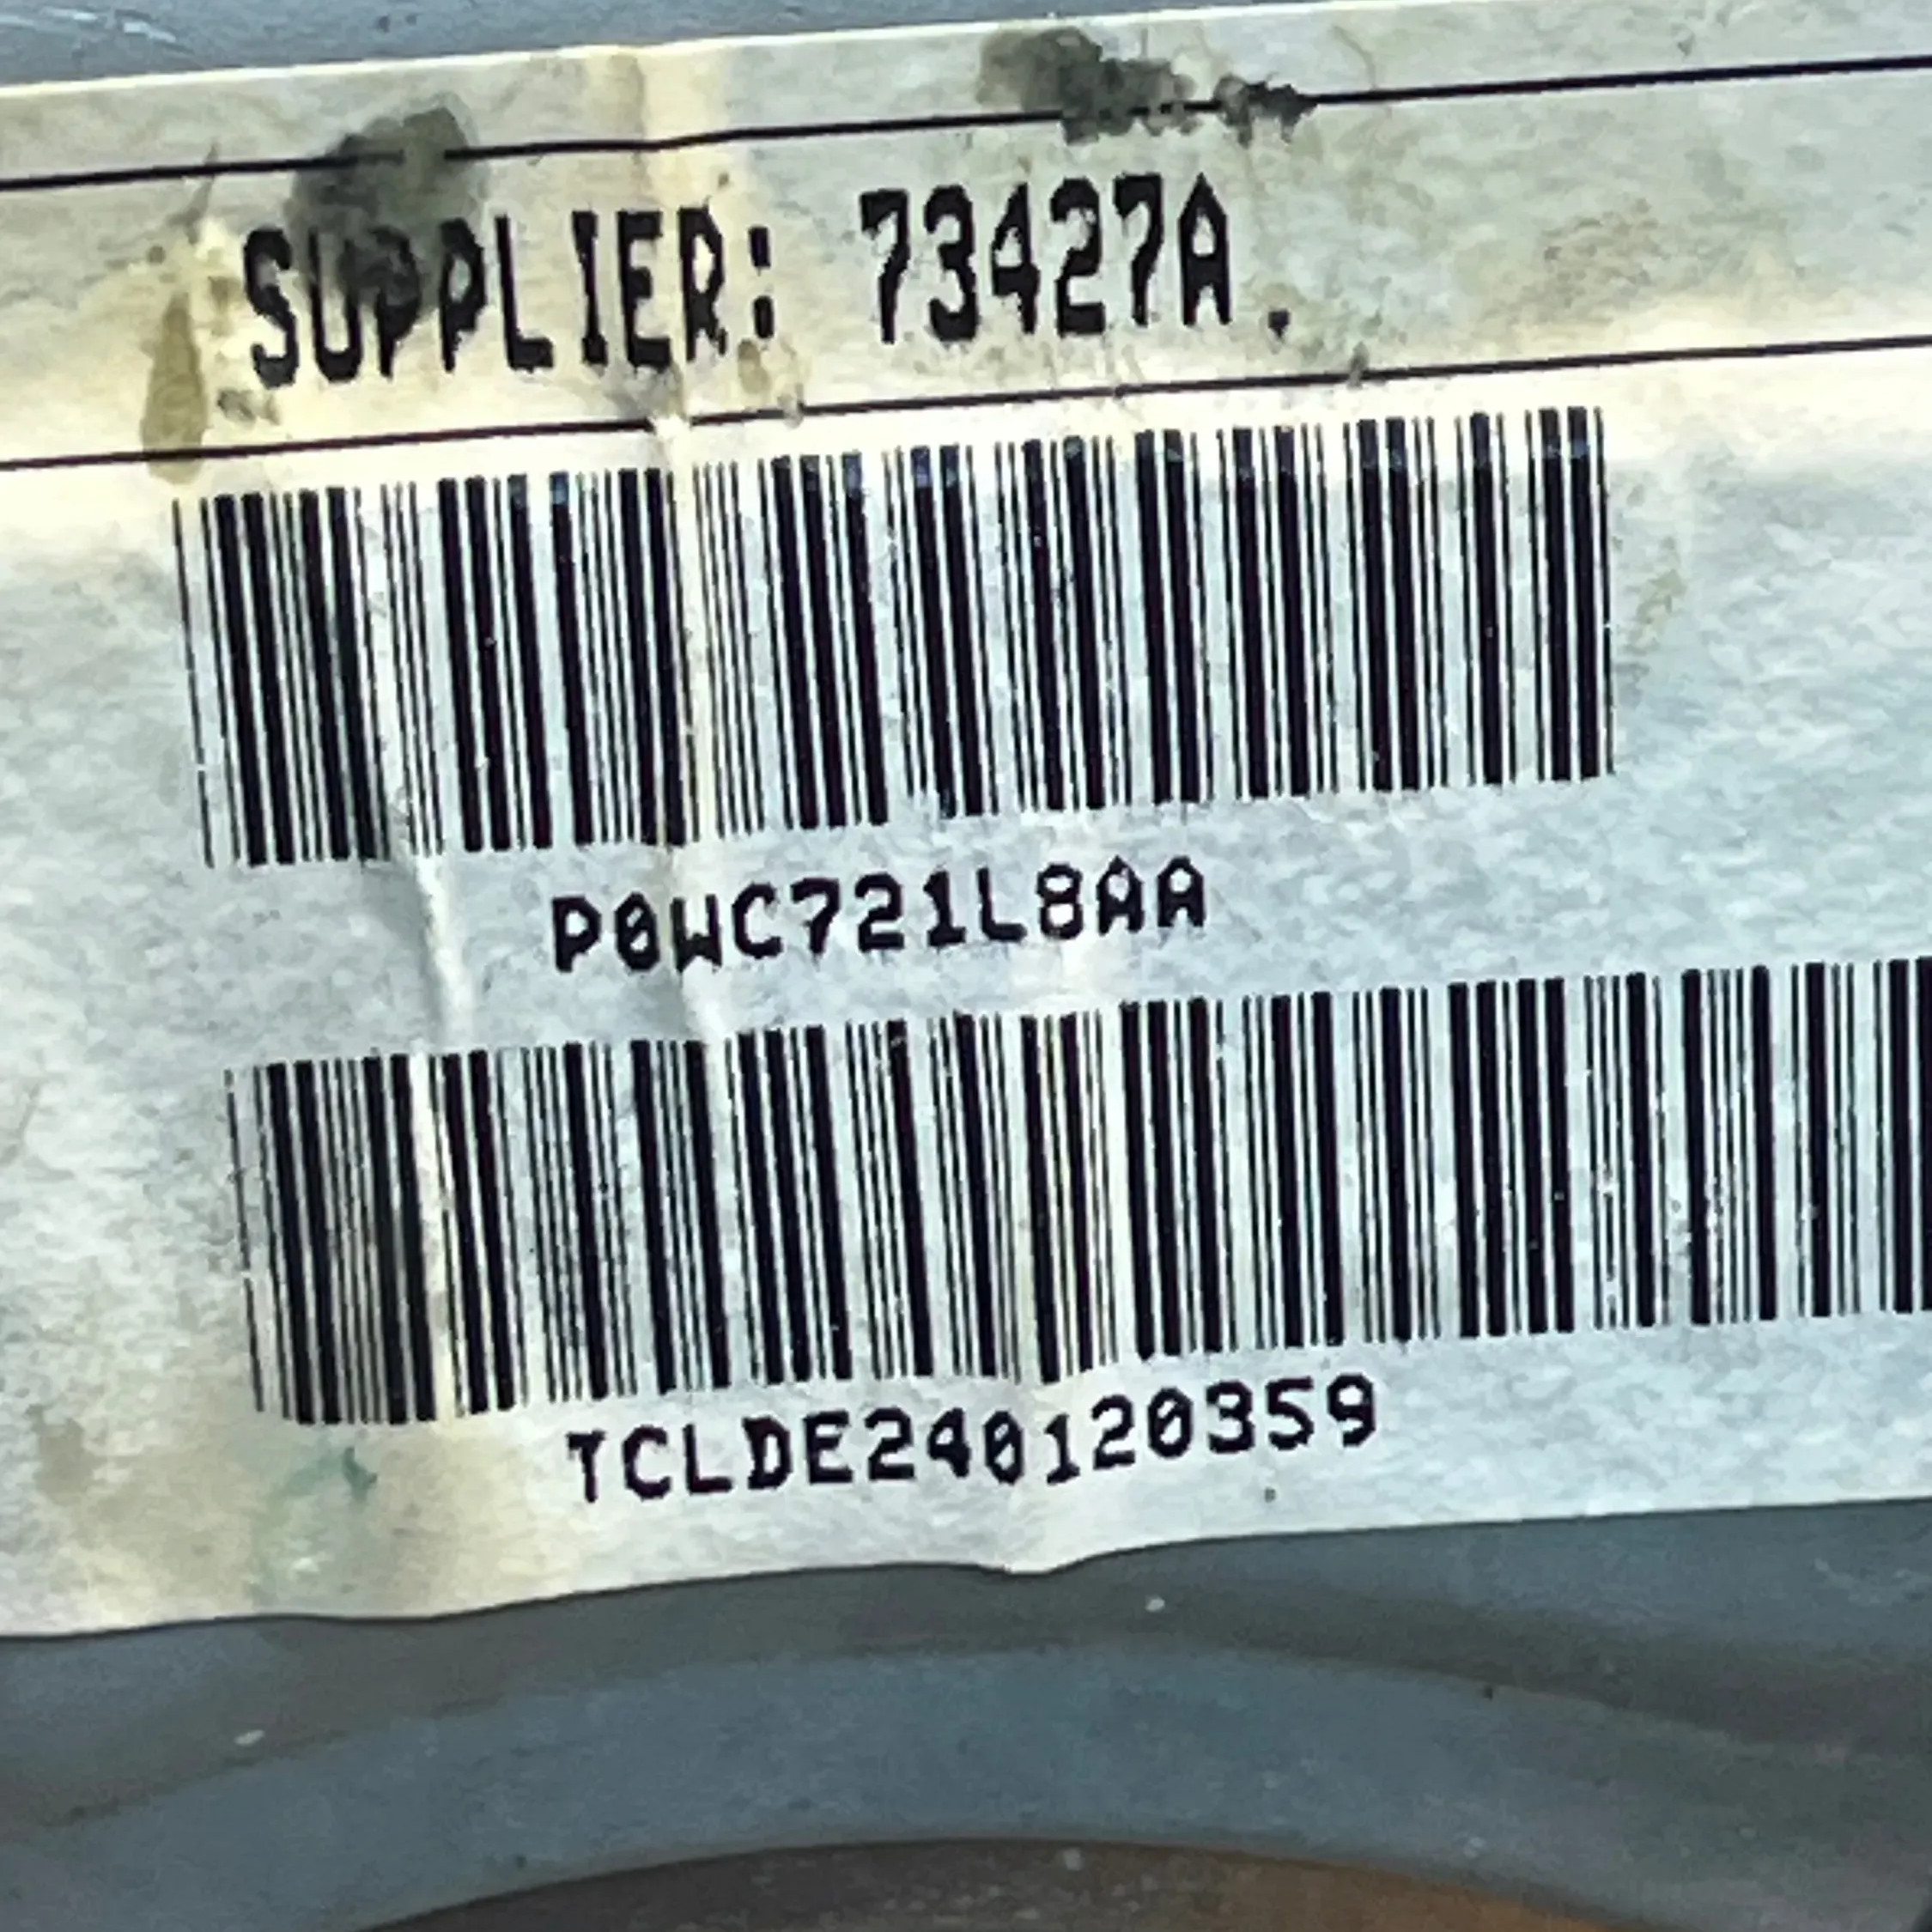 SUPPLIER: 73427A.
P0WC721L8AA
TCLDE240120359